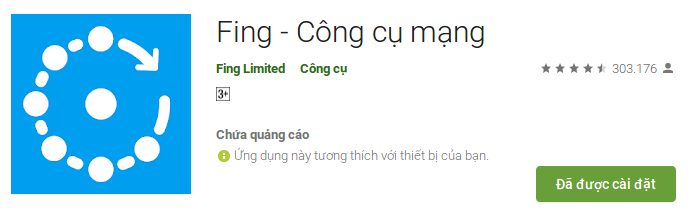 Fing - Công cụ mạng
Fing Limited Công cụ 303.176
3+
Chứa quảng cáo
Ứng dụng này tương thích với thiết bị của bạn.
Đã được cài đặt